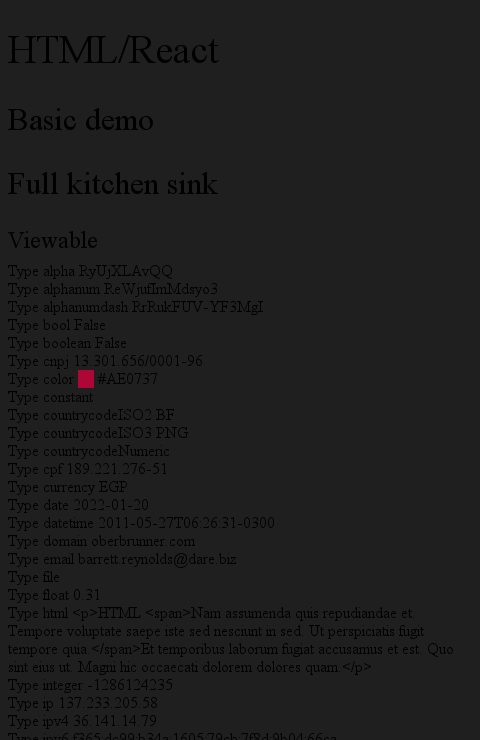 HTML/React
Basic demo
Full kitchen sink
Viewable
Type alpha RyUjXLAvQQ
Type alphanum ReWjufImMdsyo3
Type alphanumdash RrRukFUV-YF3MgI
Type bool False
Type boolean False
Type cnpj 13.301.656/0001-96
Type color #AE0737
Type constant
Type countrycodeISO2 BF
Type countrycodeISO3 PNG
Type countrycodeNumeric
Type cpf 189.221.276-51
Type currency EGP
Type date 2022-01-20
Type datetime 2011-05-27T06:26:31-0300
Type domain oberbrunner.com
Type email barrett.reynolds@dare.biz
Type file
Type float 0.31
Type html <p>HTML <span>Nam assumenda quis repudiandae et.
Tempore voluptate saepe iste sed nesciunt in sed. Ut perspiciatis fugit
tempore quia.</span>Et temporibus laborum fugiat accusamus et est. Quo
sint eius ut. Magni hic occaecati dolorem dolores quam.</p>
Type integer -1286124235
Type ip 137.233.205.58
Type ipv4 36.141.14.79
Type ipv6